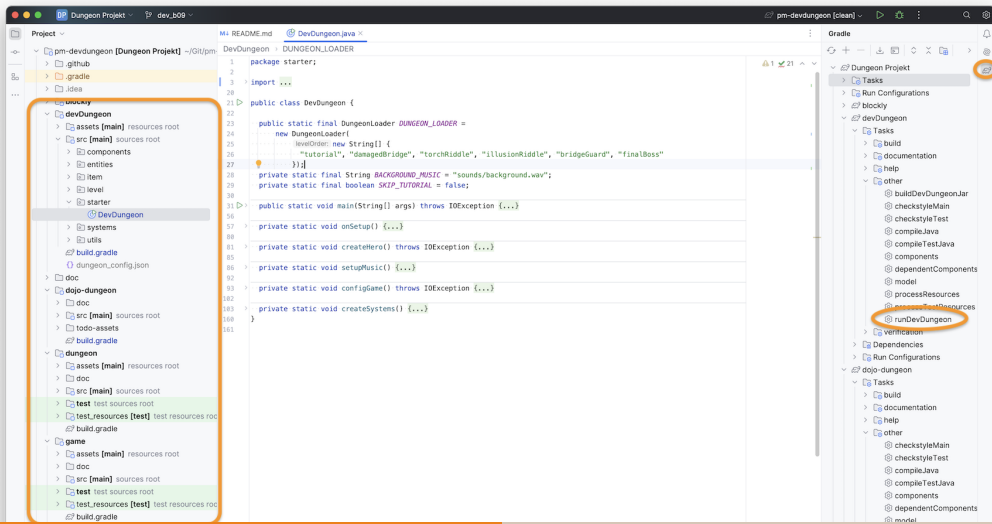 DP Dungeon Projekt dev_b09 pm-devdungeon [clean]
Project
pm-devdungeon [Dungeon Projekt] ~/Git/pm-
.github
.gradle
.idea
blockly
devDungeon
assets [main] resources root
src [main] sources root
components
entities
item
level
starter
DevDungeon
systems
utils
build.gradle
dungeon_config.json
doc
dojo-dungeon
doc
src [main] sources root
todo-assets
build.gradle
dungeon
assets [main] resources root
doc
src [main] sources root
test test sources root
test_resources [test] test resources roo
build.gradle
game
assets [main] resources root
doc
src [main] sources root
test test sources root
test_resources [test] test resources roo
build.gradle
M↓ README.md DevDungeon.java ×
DevDungeon > DUNGEON_LOADER
1 package starter;
2
3 import ...
20
21 public class DevDungeon {
22
23 public static final DungeonLoader DUNGEON_LOADER =
24 new DungeonLoader(
25 levelOrder: new String[] {
26 "tutorial", "damagedBridge", "torchRiddle", "illusionRiddle", "bridgeGuard", "finalBoss"
27 });
28 private static final String BACKGROUND_MUSIC = "sounds/background.wav";
29 private static final boolean SKIP_TUTORIAL = false;
30
31 public static void main(String[] args) throws IOException {...}
56
57 private static void onSetup() {...}
80
81 private static void createHero() throws IOException {...}
85
86 private static void setupMusic() {...}
92
93 private static void configGame() throws IOException {...}
102
103 private static void createSystems() {...}
160 }
161
1 21
Gradle
Dungeon Projekt
Tasks
Run Configurations
blockly
devDungeon
Tasks
build
documentation
help
other
buildDevDungeonJar
checkstyleMain
checkstyleTest
compileJava
compileTestJava
components
dependentComponents
model
processResources
processTestResources
runDevDungeon
verification
Dependencies
Run Configurations
dojo-dungeon
Tasks
build
documentation
help
other
checkstyleMain
checkstyleTest
compileJava
compileTestJava
components
dependentComponents
model